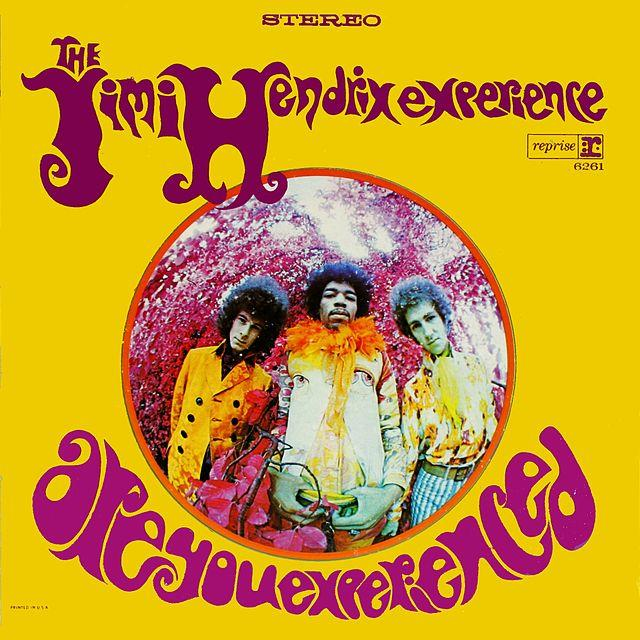 STEREO
THE
Jimi Hendrix experience
reprise r:
6261
are you experienced
PRINTED IN U.S.A.